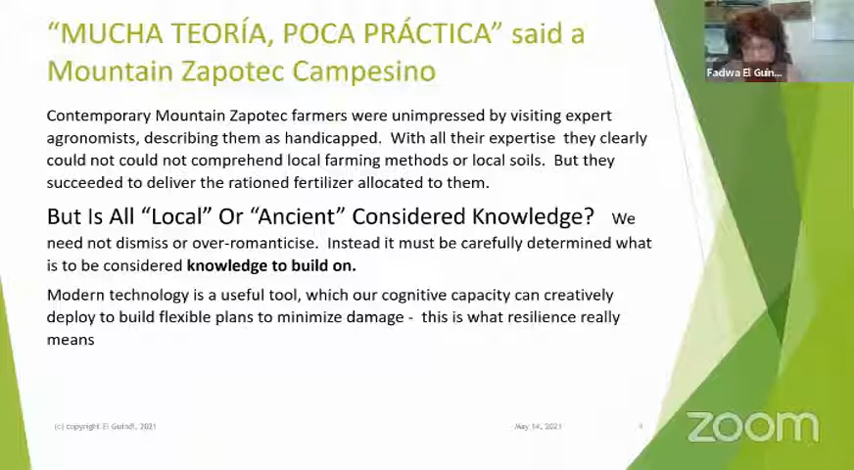 “MUCHA TEORÍA, POCA PRÁCTICA” said a
Mountain Zapotec Campesino
Contemporary Mountain Zapotec farmers were unimpressed by visiting expert
agronomists, describing them as handicapped. With all their expertise they clearly
could not could not comprehend local farming methods or local soils. But they
succeeded to deliver the rationed fertilizer allocated to them.
But Is All “Local” Or “Ancient” Considered Knowledge? We
need not dismiss or over-romanticise. Instead it must be carefully determined what
is to be considered knowledge to build on.
Modern technology is a useful tool, which our cognitive capacity can creatively
deploy to build flexible plans to minimize damage - this is what resilience really
means
(c) copyright El Guindi, 2021
May 14, 2021
Fadwa El Guin...
zoom